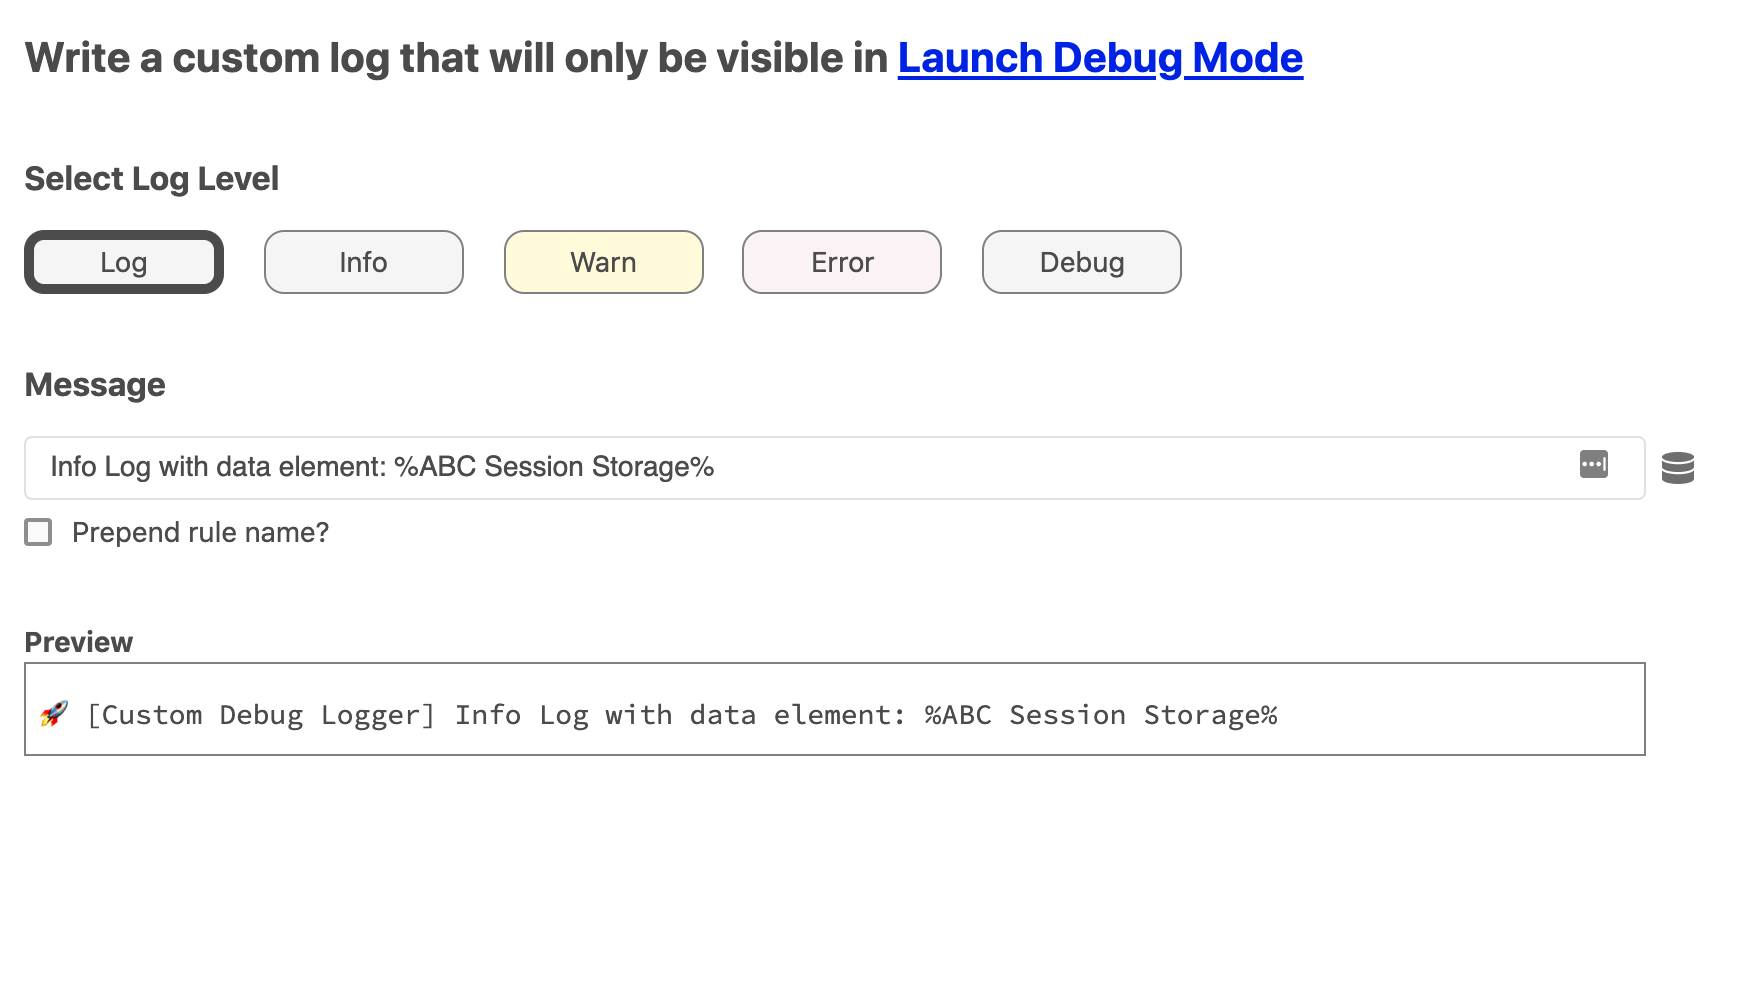 Write a custom log that will only be visible in Launch Debug Mode
Select Log Level
Log Info Warn Error Debug
Message
Info Log with data element: %ABC Session Storage%
Prepend rule name?
Preview
🚀 [Custom Debug Logger] Info Log with data element: %ABC Session Storage%